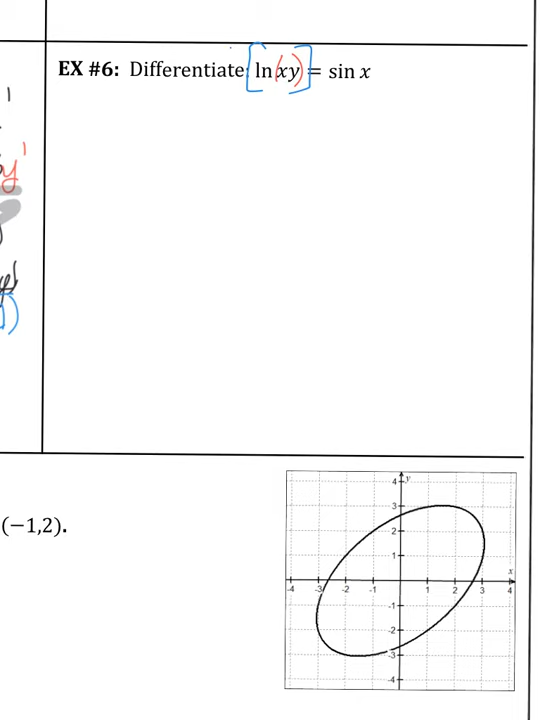 EX #6: Differentiate: [ln(xy)] = sin x
1
y'
(−1,2).
y
4
3
2
1
x
-4 -3 -2 -1 1 2 3 4
-1
-2
-3
-4